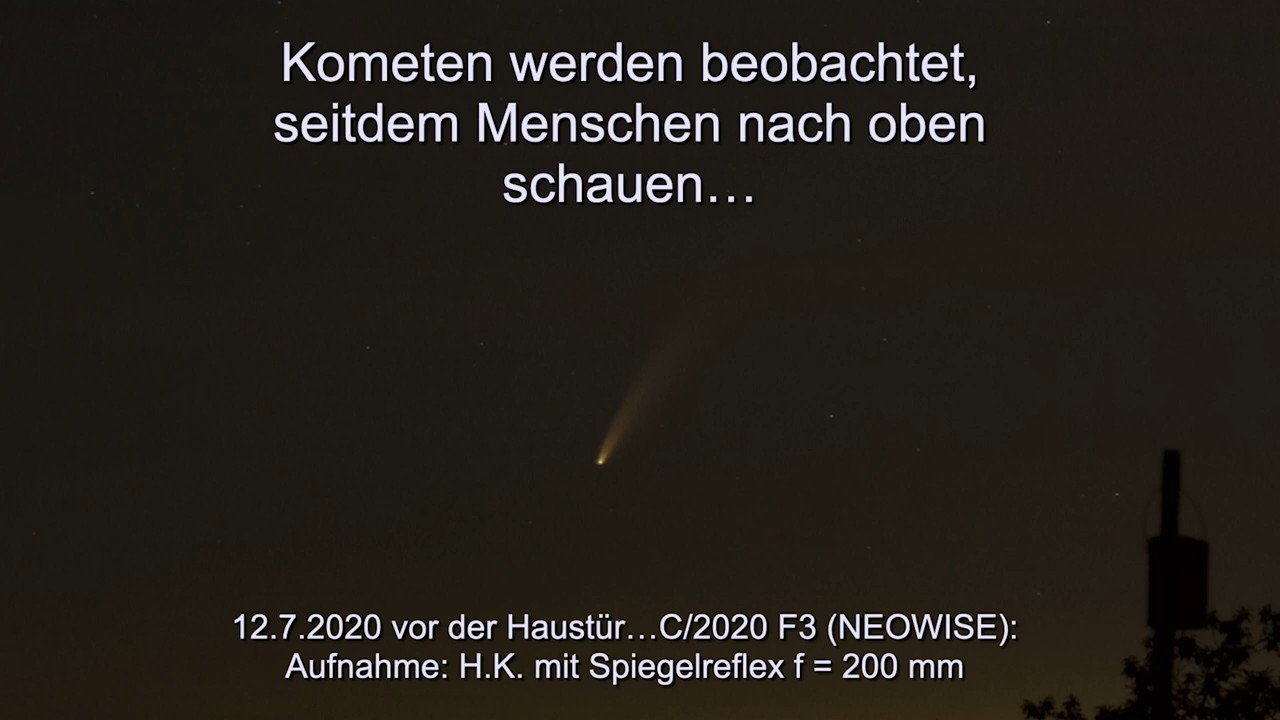 Kometen werden beobachtet,
seitdem Menschen nach oben
schauen…
12.7.2020 vor der Haustür…C/2020 F3 (NEOWISE):
Aufnahme: H.K. mit Spiegelreflex f = 200 mm